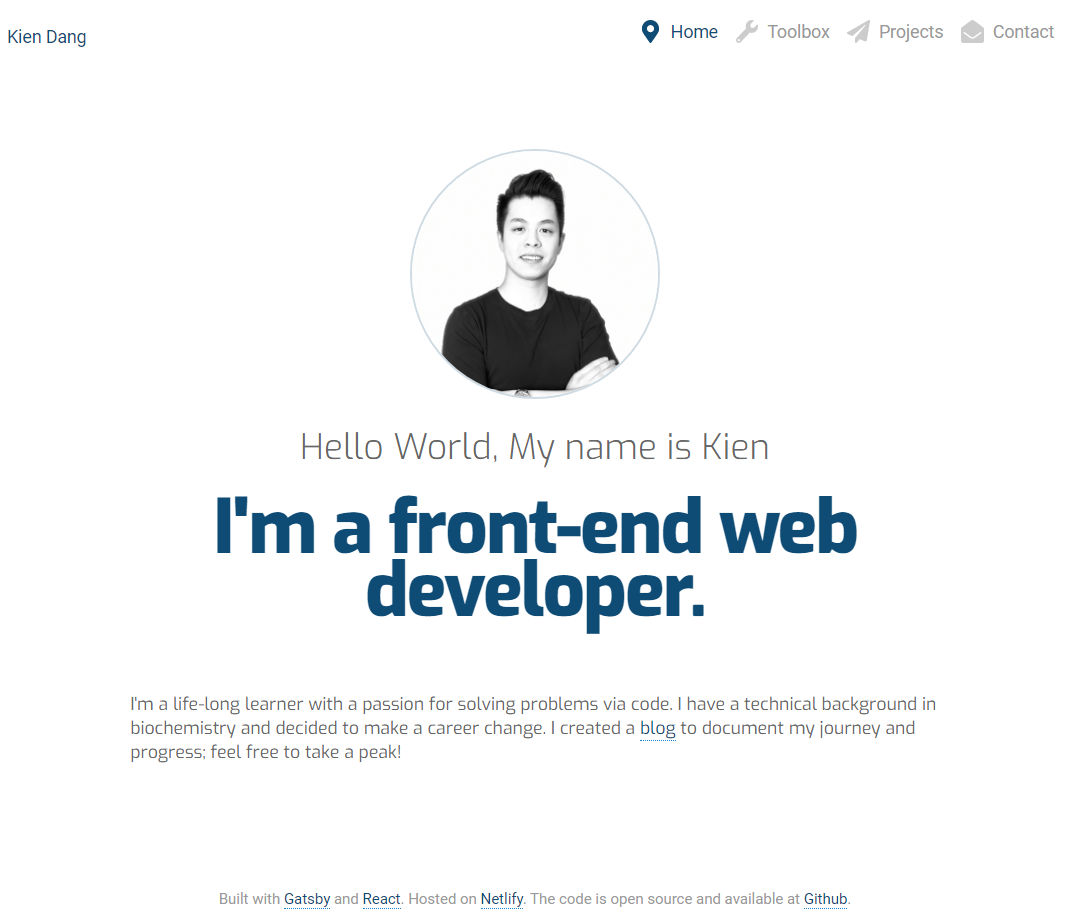 Kien Dang
Home Toolbox Projects Contact
Hello World, My name is Kien
I'm a front-end web
developer.
I'm a life-long learner with a passion for solving problems via code. I have a technical background in
biochemistry and decided to make a career change. I created a blog to document my journey and
progress; feel free to take a peak!
Built with Gatsby and React. Hosted on Netlify. The code is open source and available at Github.